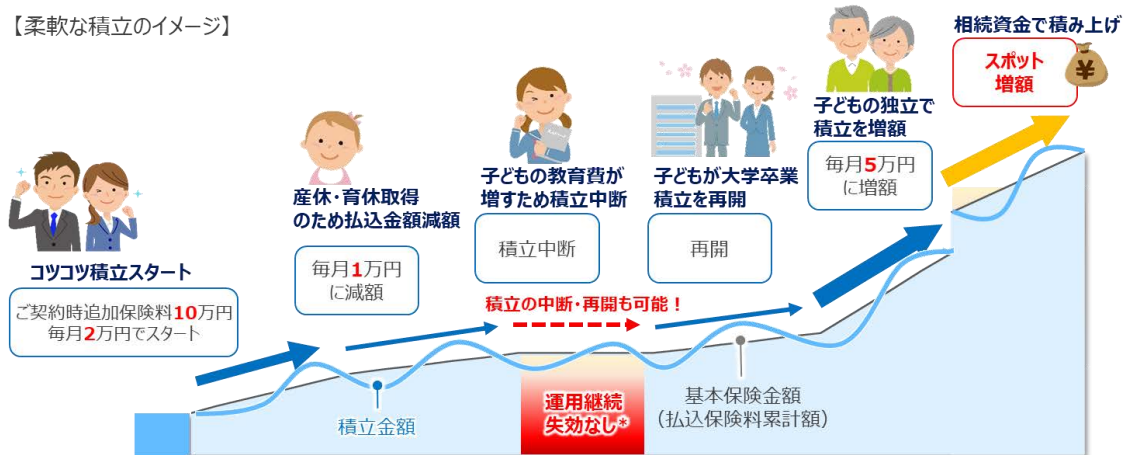 【柔軟な積立のイメージ】
コツコツ積立スタート
ご契約時追加保険料10万円
毎月2万円でスタート
産休・育休取得
のため払込金額減額
毎月1万円
に減額
子どもの教育費が
増すため積立中断
積立中断
積立の中断・再開も可能！
子どもが大学卒業
積立を再開
再開
子どもの独立で
積立を増額
毎月5万円
に増額
相続資金で積み上げ
スポット
増額
¥
積立金額
運用継続
失効なし*
基本保険金額
（払込保険料累計額）